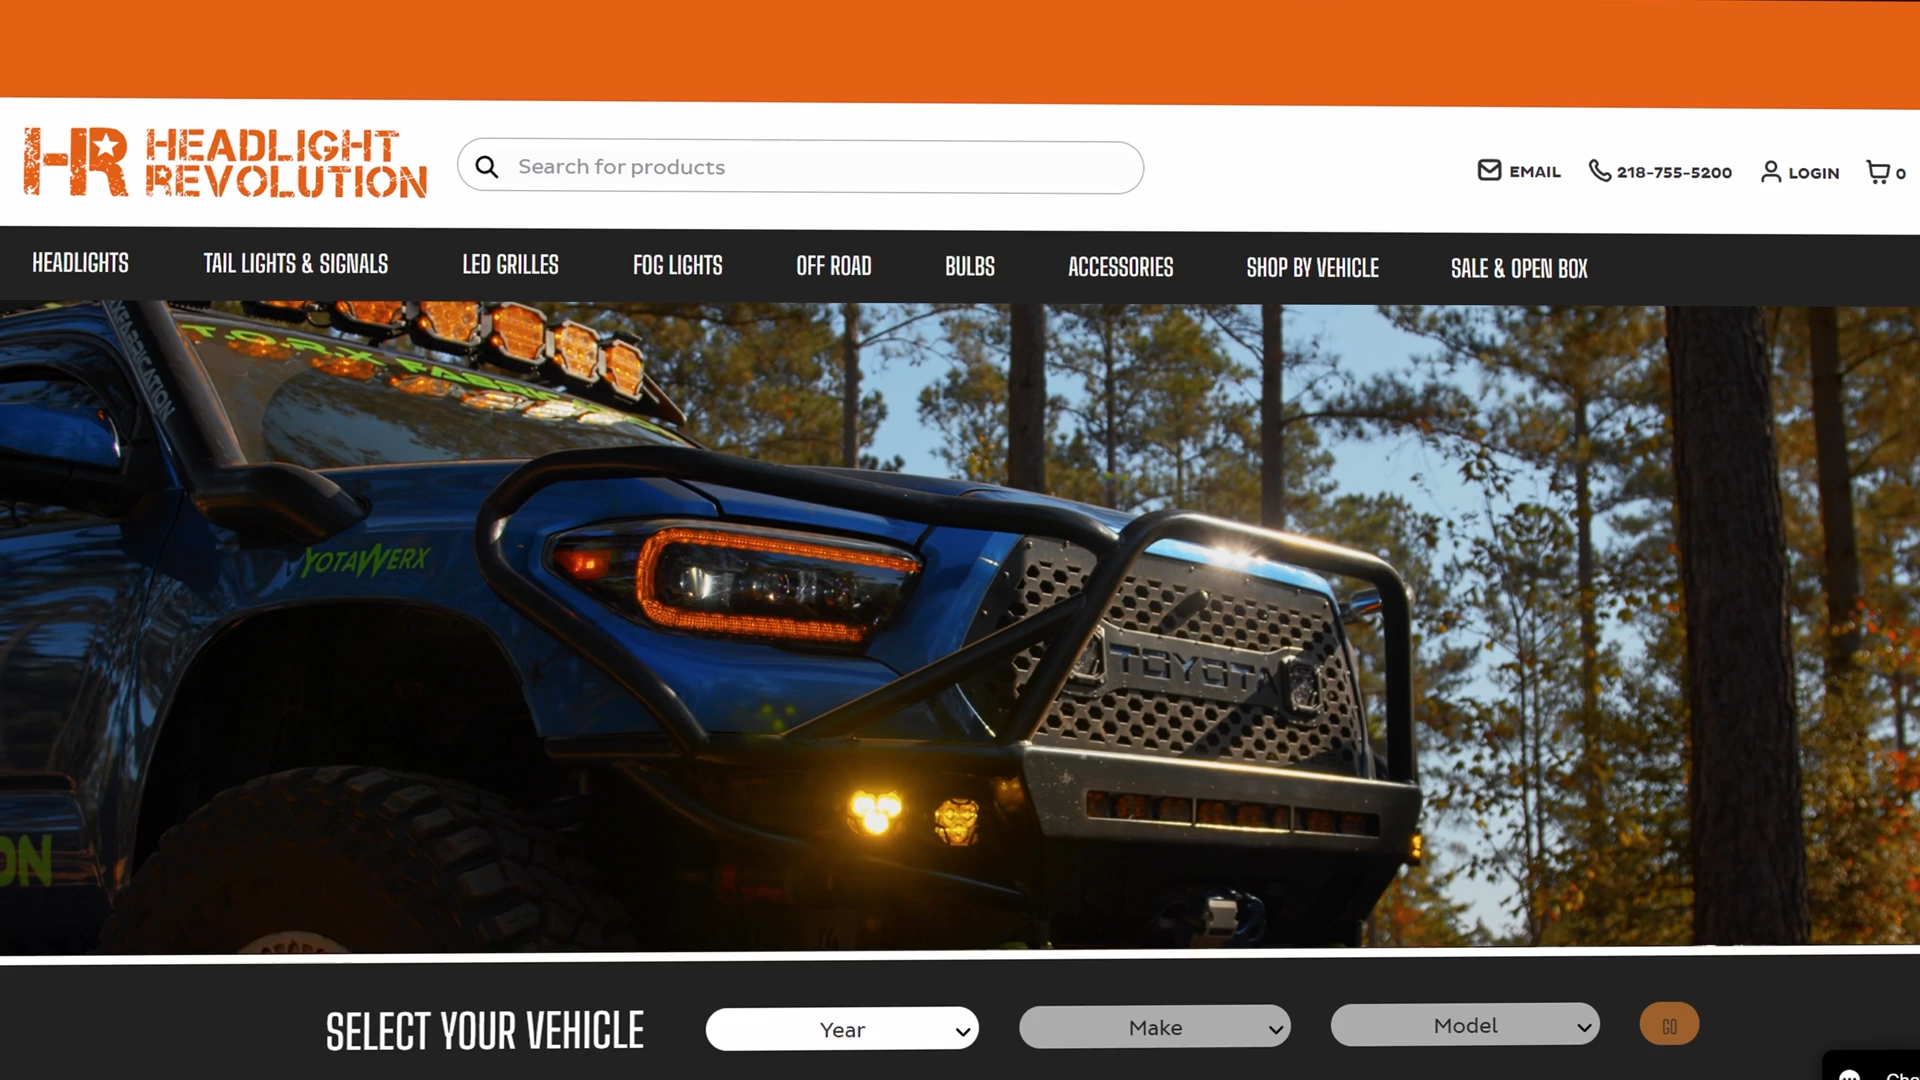 HR HEADLIGHT
REVOLUTION
Search for products
EMAIL
218-755-5200
LOGIN
0
HEADLIGHTS
TAIL LIGHTS & SIGNALS
LED GRILLES
FOG LIGHTS
OFF ROAD
BULBS
ACCESSORIES
SHOP BY VEHICLE
SALE & OPEN BOX
YOTAWERX
TOYOTA
ON
SELECT YOUR VEHICLE
Year
Make
Model
GO